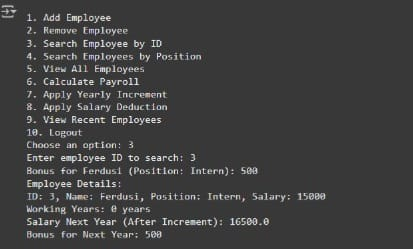 1. Add Employee
2. Remove Employee
3. Search Employee by ID
4. Search Employees by Position
5. View All Employees
6. Calculate Payroll
7. Apply Yearly Increment
8. Apply Salary Deduction
9. View Recent Employees
10. Logout
Choose an option: 3
Enter employee ID to search: 3
Bonus for Ferdusi (Position: Intern): 500
Employee Details:
ID: 3, Name: Ferdusi, Position: Intern, Salary: 15000
Working Years: 0 years
Salary Next Year (After Increment): 16500.0
Bonus for Next Year: 500